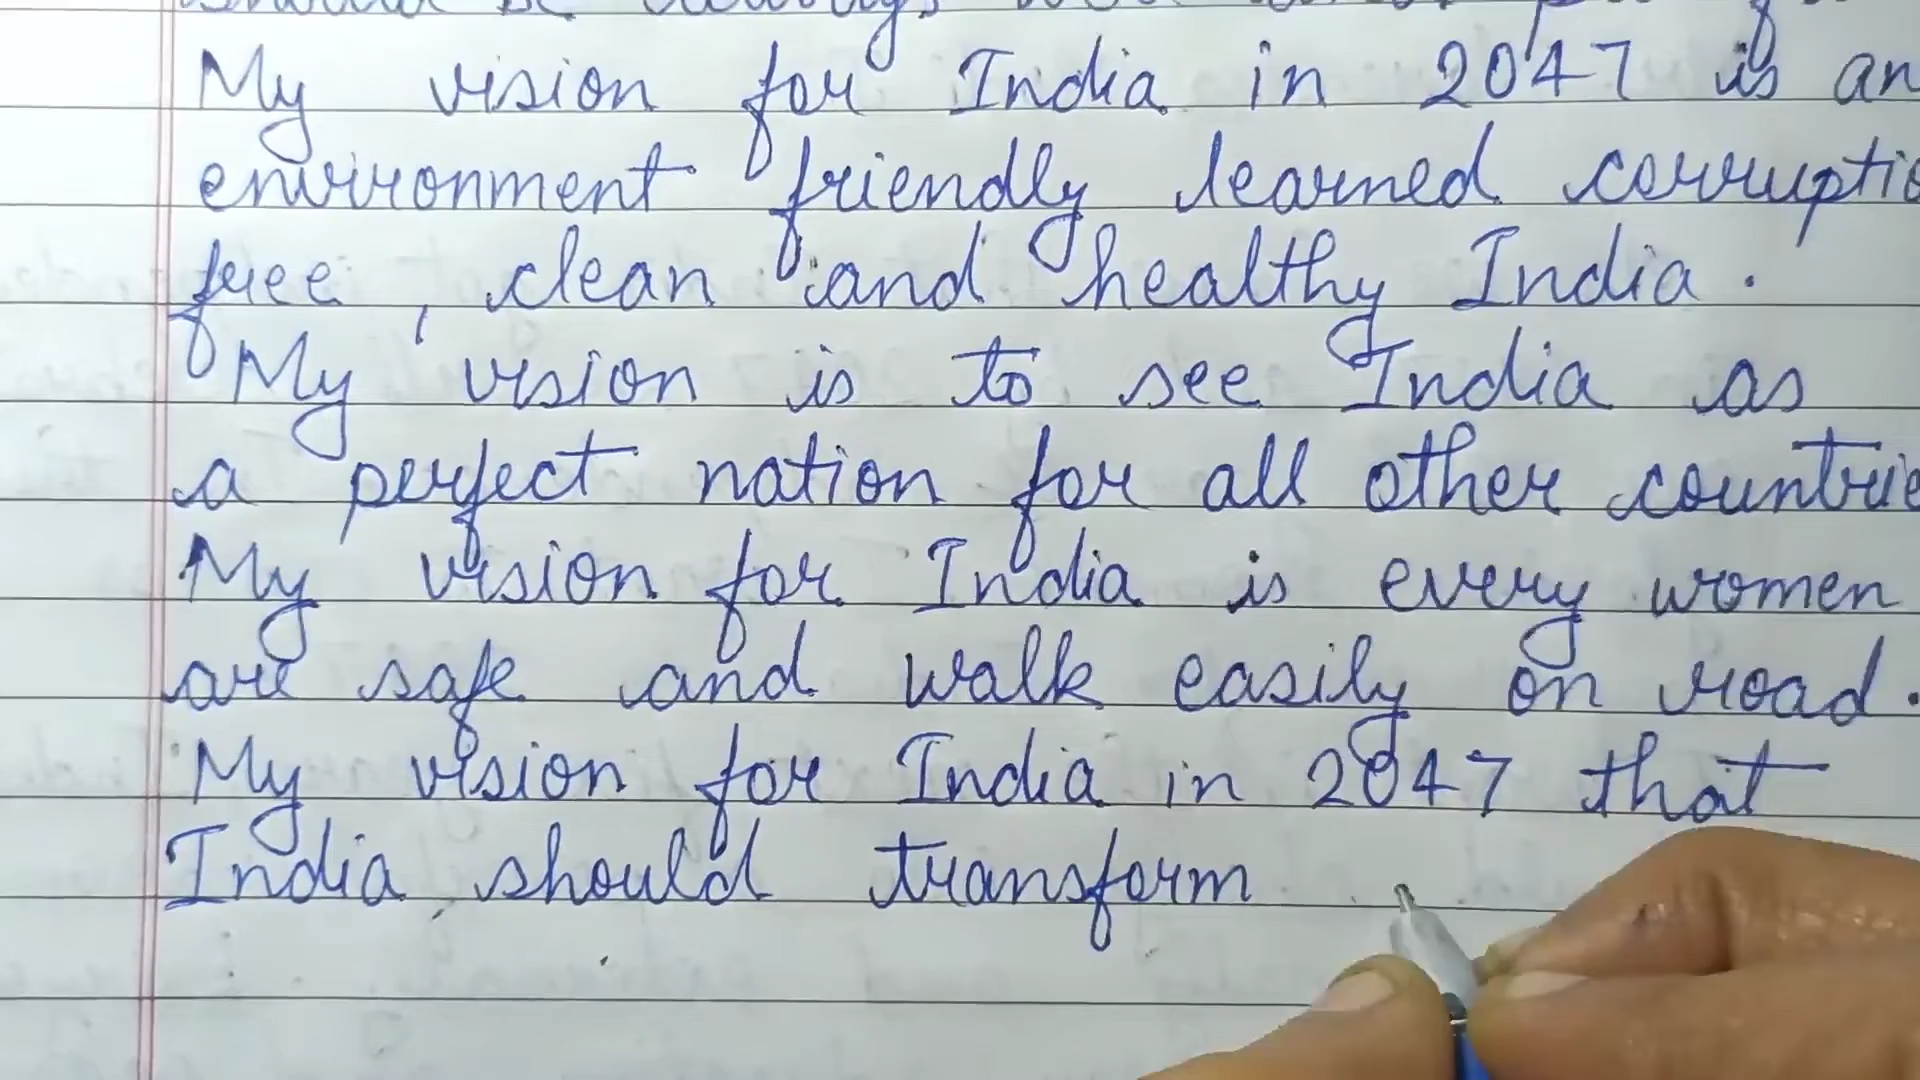 My vision for India in 2047 is an
environment friendly learned corruptio
free, clean and healthy India.
My vision is to see India as
a perfect nation for all other countrie
My vision for India is every women
are safe and walk easily on road.
My vision for India in 2047 that
India should transform